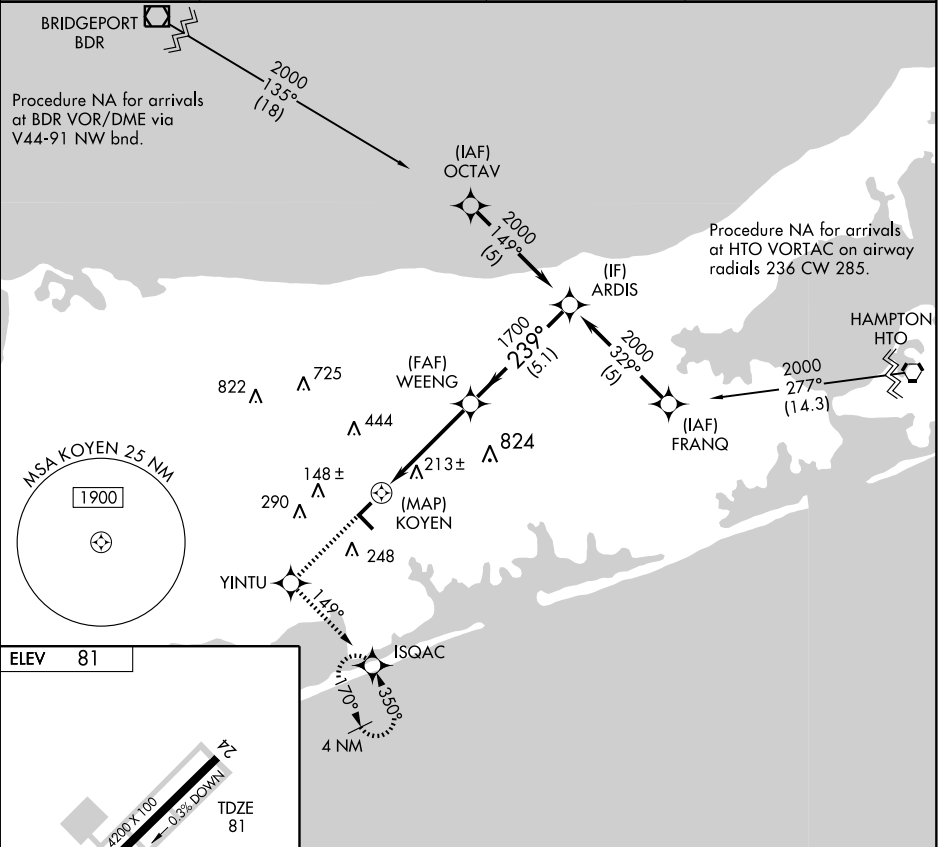 BRIDGEPORT
BDR
2000
135°
(18)
Procedure NA for arrivals
at BDR VOR/DME via
V44-91 NW bnd.
(IAF)
OCTAV
2000
149°
(5)
Procedure NA for arrivals
at HTO VORTAC on airway
radials 236 CW 285.
(IF)
ARDIS
HAMPTON
HTO
1700
239°
(5.1)
2000
329°
(5)
2000
277°
(14.3)
(FAF)
WEENG
(IAF)
FRANQ
822
725
444
824
213±
148±
290
(MAP)
KOYEN
248
MSA KOYEN 25 NM
1900
YINTU
149°
ISQAC
170°
350°
4 NM
ELEV 81
24
4200 X 100
0.3% DOWN
TDZE
81